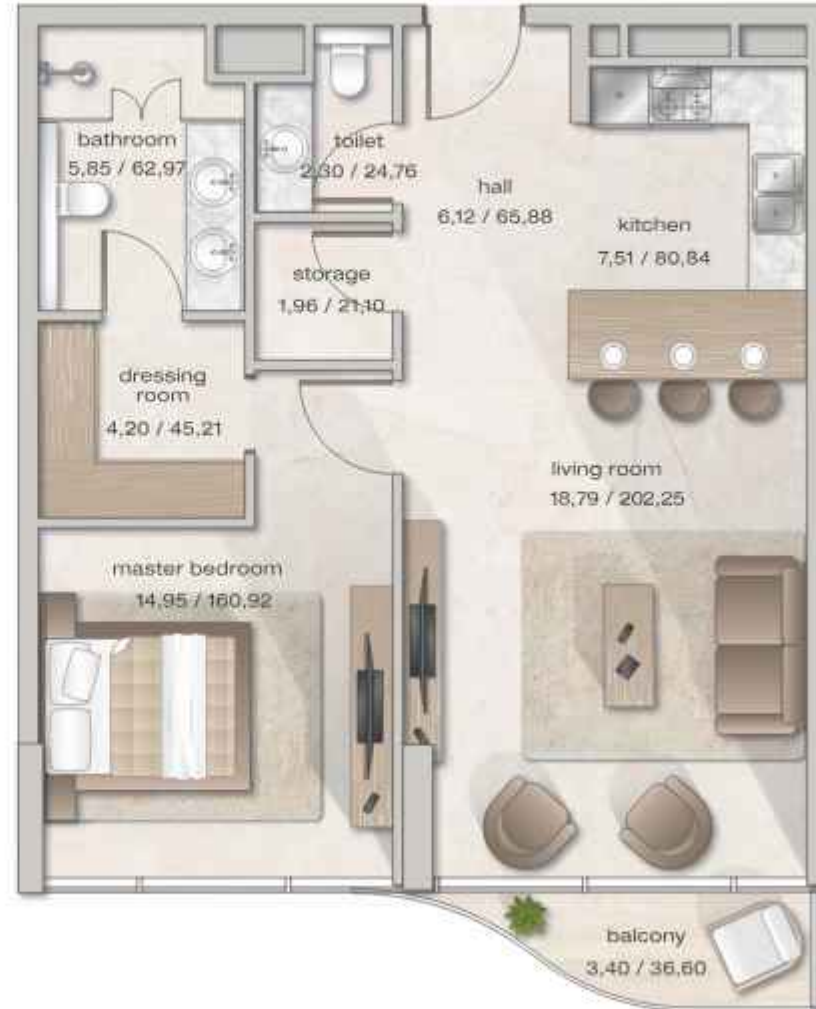 bathroom
5,85 / 62,97
toilet
2,30 / 24,76
hall
6,12 / 65,88
kitchen
7,51 / 80,84
storage
1,96 / 21,10
dressing
room
4,20 / 45,21
living room
18,79 / 202,25
master bedroom
14,95 / 160,92
balcony
3,40 / 36,60